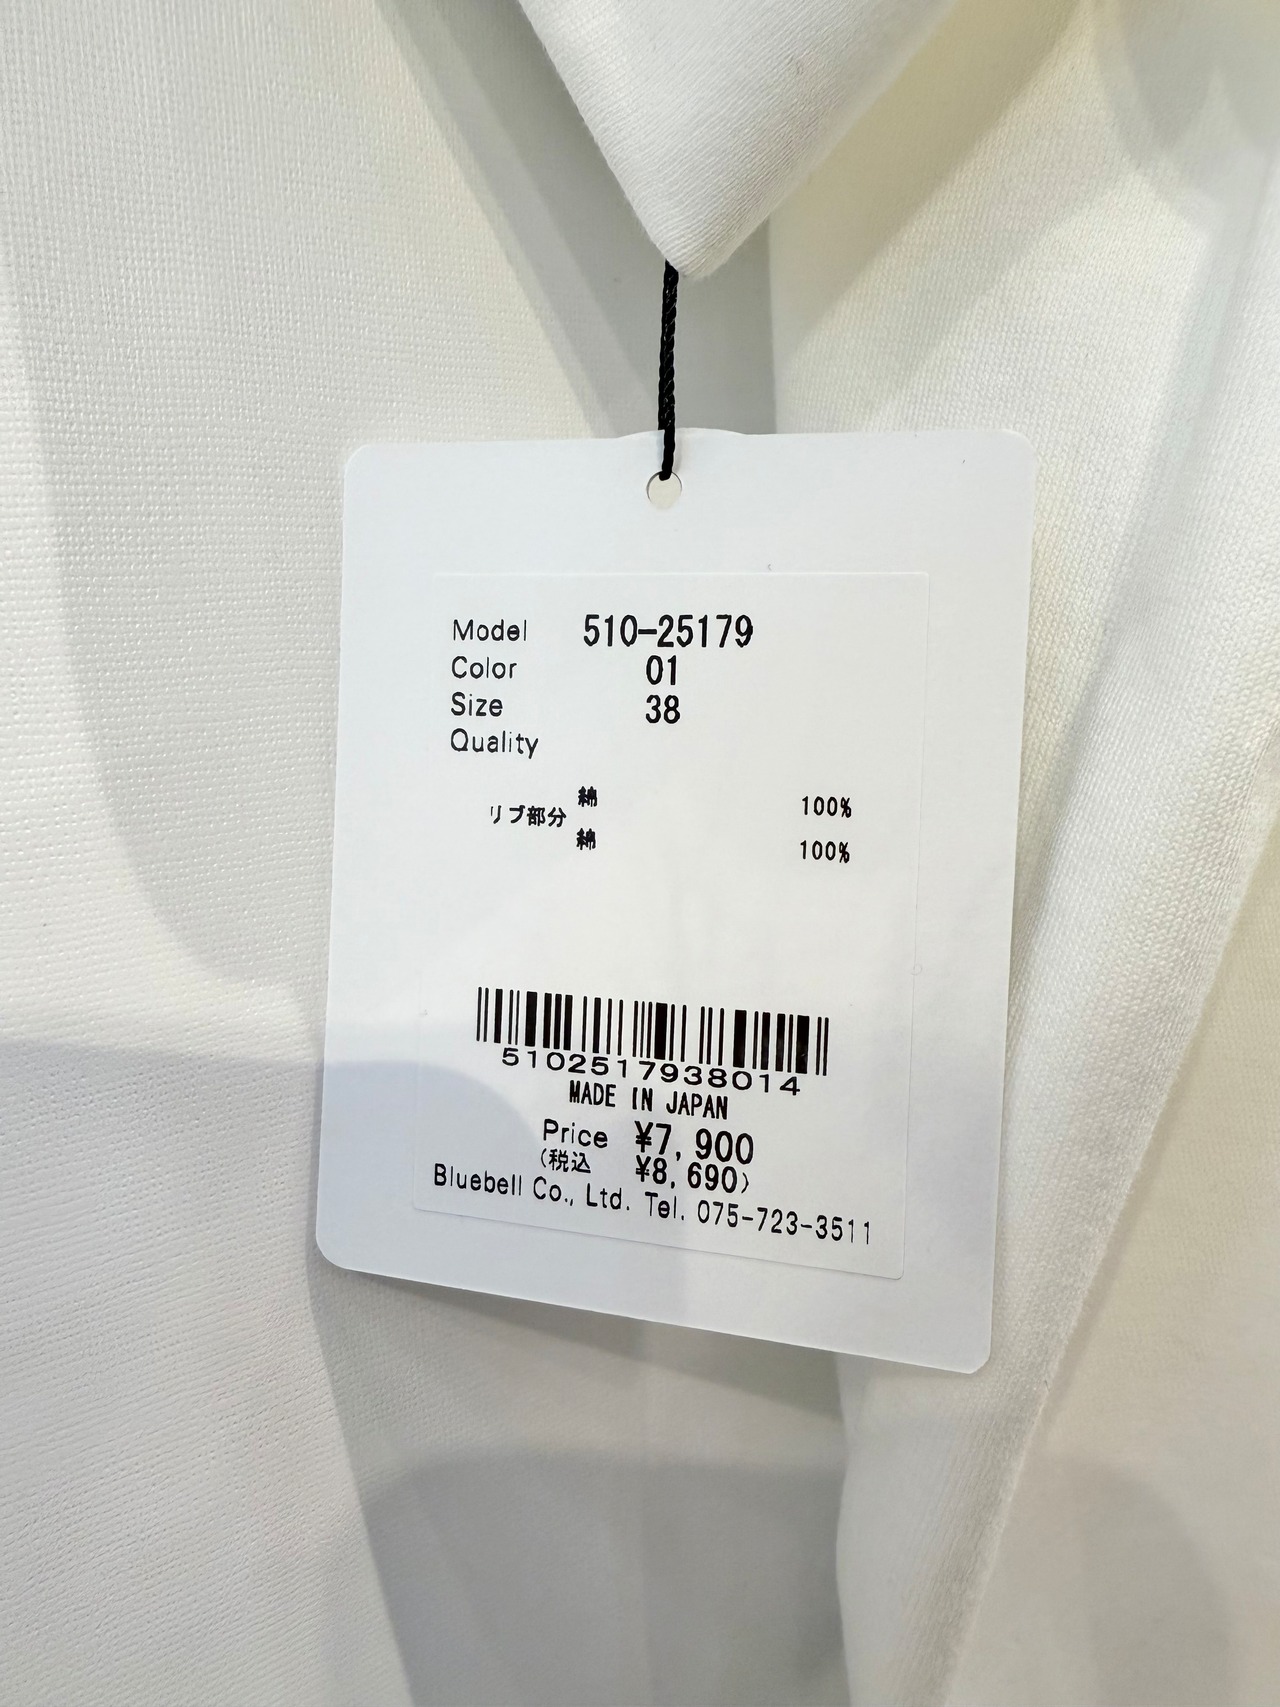 Model 510-25179
Color 01
Size 38
Quality
綿 100%
リブ部分
綿 100%
5102517938014
MADE IN JAPAN
Price ¥7,900
(税込 ¥8,690)
Bluebell Co., Ltd. Tel. 075-723-3511